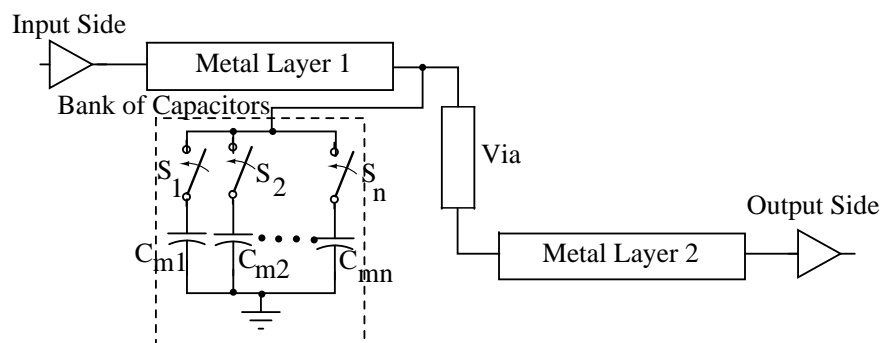 Input Side
Metal Layer 1
Bank of Capacitors
Via
S1
S2
Sn
Output Side
Metal Layer 2
Cm1
Cm2
Cmn